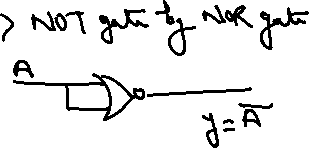 > NOT gate by NOR gate
A
y = A̅